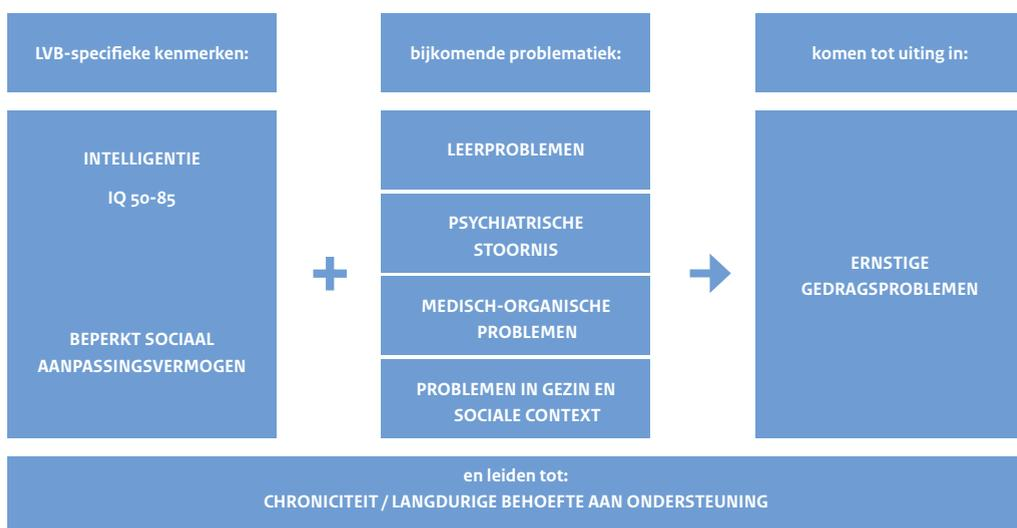 LVB-specifieke kenmerken:
INTELLIGENTIE
IQ 50-85
BEPERKT SOCIAAL
AANPASSINGSVERMOGEN
bijkomende problematiek:
LEERPROBLEMEN
PSYCHIATRISCHE
STOORNIS
MEDISCH-ORGANISCHE
PROBLEMEN
PROBLEMEN IN GEZIN EN
SOCIALE CONTEXT
komen tot uiting in:
ERNSTIGE
GEDRAGSPROBLEMEN
en leiden tot:
CHRONICITEIT / LANGDURIGE BEHOEFTE AAN ONDERSTEUNING